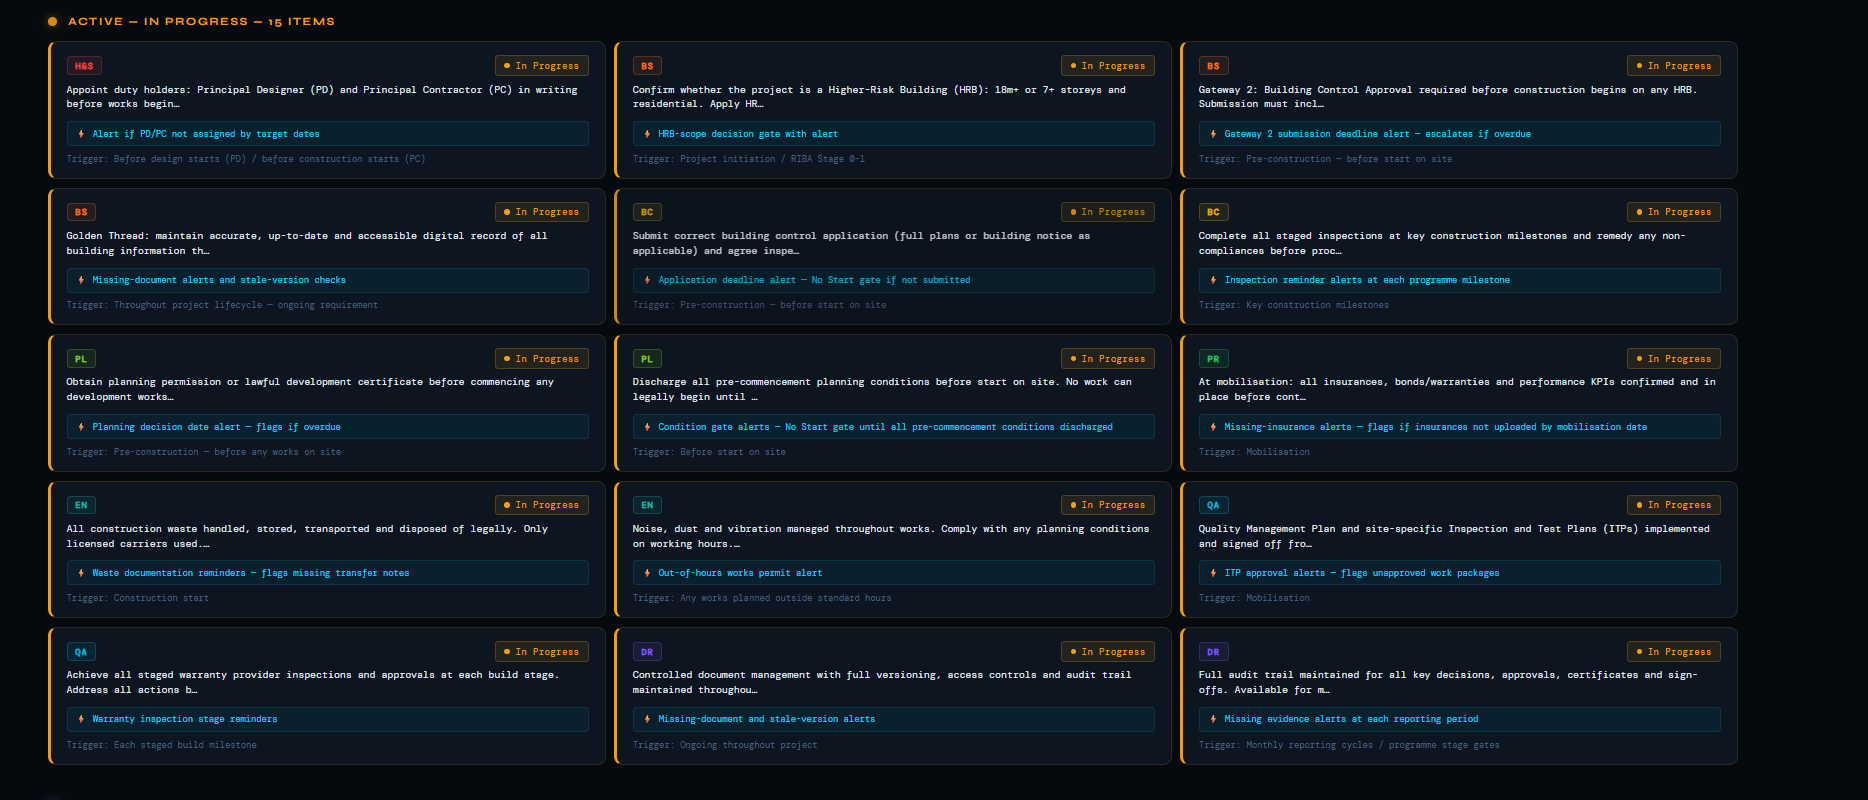 ACTIVE — IN PROGRESS — 15 ITEMS
H&S
In Progress
Appoint duty holders: Principal Designer (PD) and Principal Contractor (PC) in writing
before works begin…
Alert if PD/PC not assigned by target dates
Trigger: Before design starts (PD) / before construction starts (PC)
BS
In Progress
Confirm whether the project is a Higher-Risk Building (HRB): 18m+ or 7+ storeys and
residential. Apply HR…
HRB-scope decision gate with alert
Trigger: Project initiation / RIBA Stage 0-1
BS
In Progress
Gateway 2: Building Control Approval required before construction begins on any HRB.
Submission must incl…
Gateway 2 submission deadline alert — escalates if overdue
Trigger: Pre-construction — before start on site
BS
In Progress
Golden Thread: maintain accurate, up-to-date and accessible digital record of all
building information th…
Missing-document alerts and stale-version checks
Trigger: Throughout project lifecycle — ongoing requirement
BC
In Progress
Submit correct building control application (full plans or building notice as
applicable) and agree inspe…
Application deadline alert — No Start gate if not submitted
Trigger: Pre-construction — before start on site
BC
In Progress
Complete all staged inspections at key construction milestones and remedy any non-
compliances before proc…
Inspection reminder alerts at each programme milestone
Trigger: Key construction milestones
PL
In Progress
Obtain planning permission or lawful development certificate before commencing any
development works…
Planning decision date alert — flags if overdue
Trigger: Pre-construction — before any works on site
PL
In Progress
Discharge all pre-commencement planning conditions before start on site. No work can
legally begin until …
Condition gate alerts — No Start gate until all pre-commencement conditions discharged
Trigger: Before start on site
PR
In Progress
At mobilisation: all insurances, bonds/warranties and performance KPIs confirmed and in
place before cont…
Missing-insurance alerts — flags if insurances not uploaded by mobilisation date
Trigger: Mobilisation
EN
In Progress
All construction waste handled, stored, transported and disposed of legally. Only
licensed carriers used.…
Waste documentation reminders — flags missing transfer notes
Trigger: Construction start
EN
In Progress
Noise, dust and vibration managed throughout works. Comply with any planning conditions
on working hours.…
Out-of-hours works permit alert
Trigger: Any works planned outside standard hours
QA
In Progress
Quality Management Plan and site-specific Inspection and Test Plans (ITPs) implemented
and signed off fro…
ITP approval alerts — flags unapproved work packages
Trigger: Mobilisation
QA
In Progress
Achieve all staged warranty provider inspections and approvals at each build stage.
Address all actions b…
Warranty inspection stage reminders
Trigger: Each staged build milestone
DR
In Progress
Controlled document management with full versioning, access controls and audit trail
maintained throughou…
Missing-document and stale-version alerts
Trigger: Ongoing throughout project
DR
In Progress
Full audit trail maintained for all key decisions, approvals, certificates and sign-
offs. Available for m…
Missing evidence alerts at each reporting period
Trigger: Monthly reporting cycles / programme stage gates